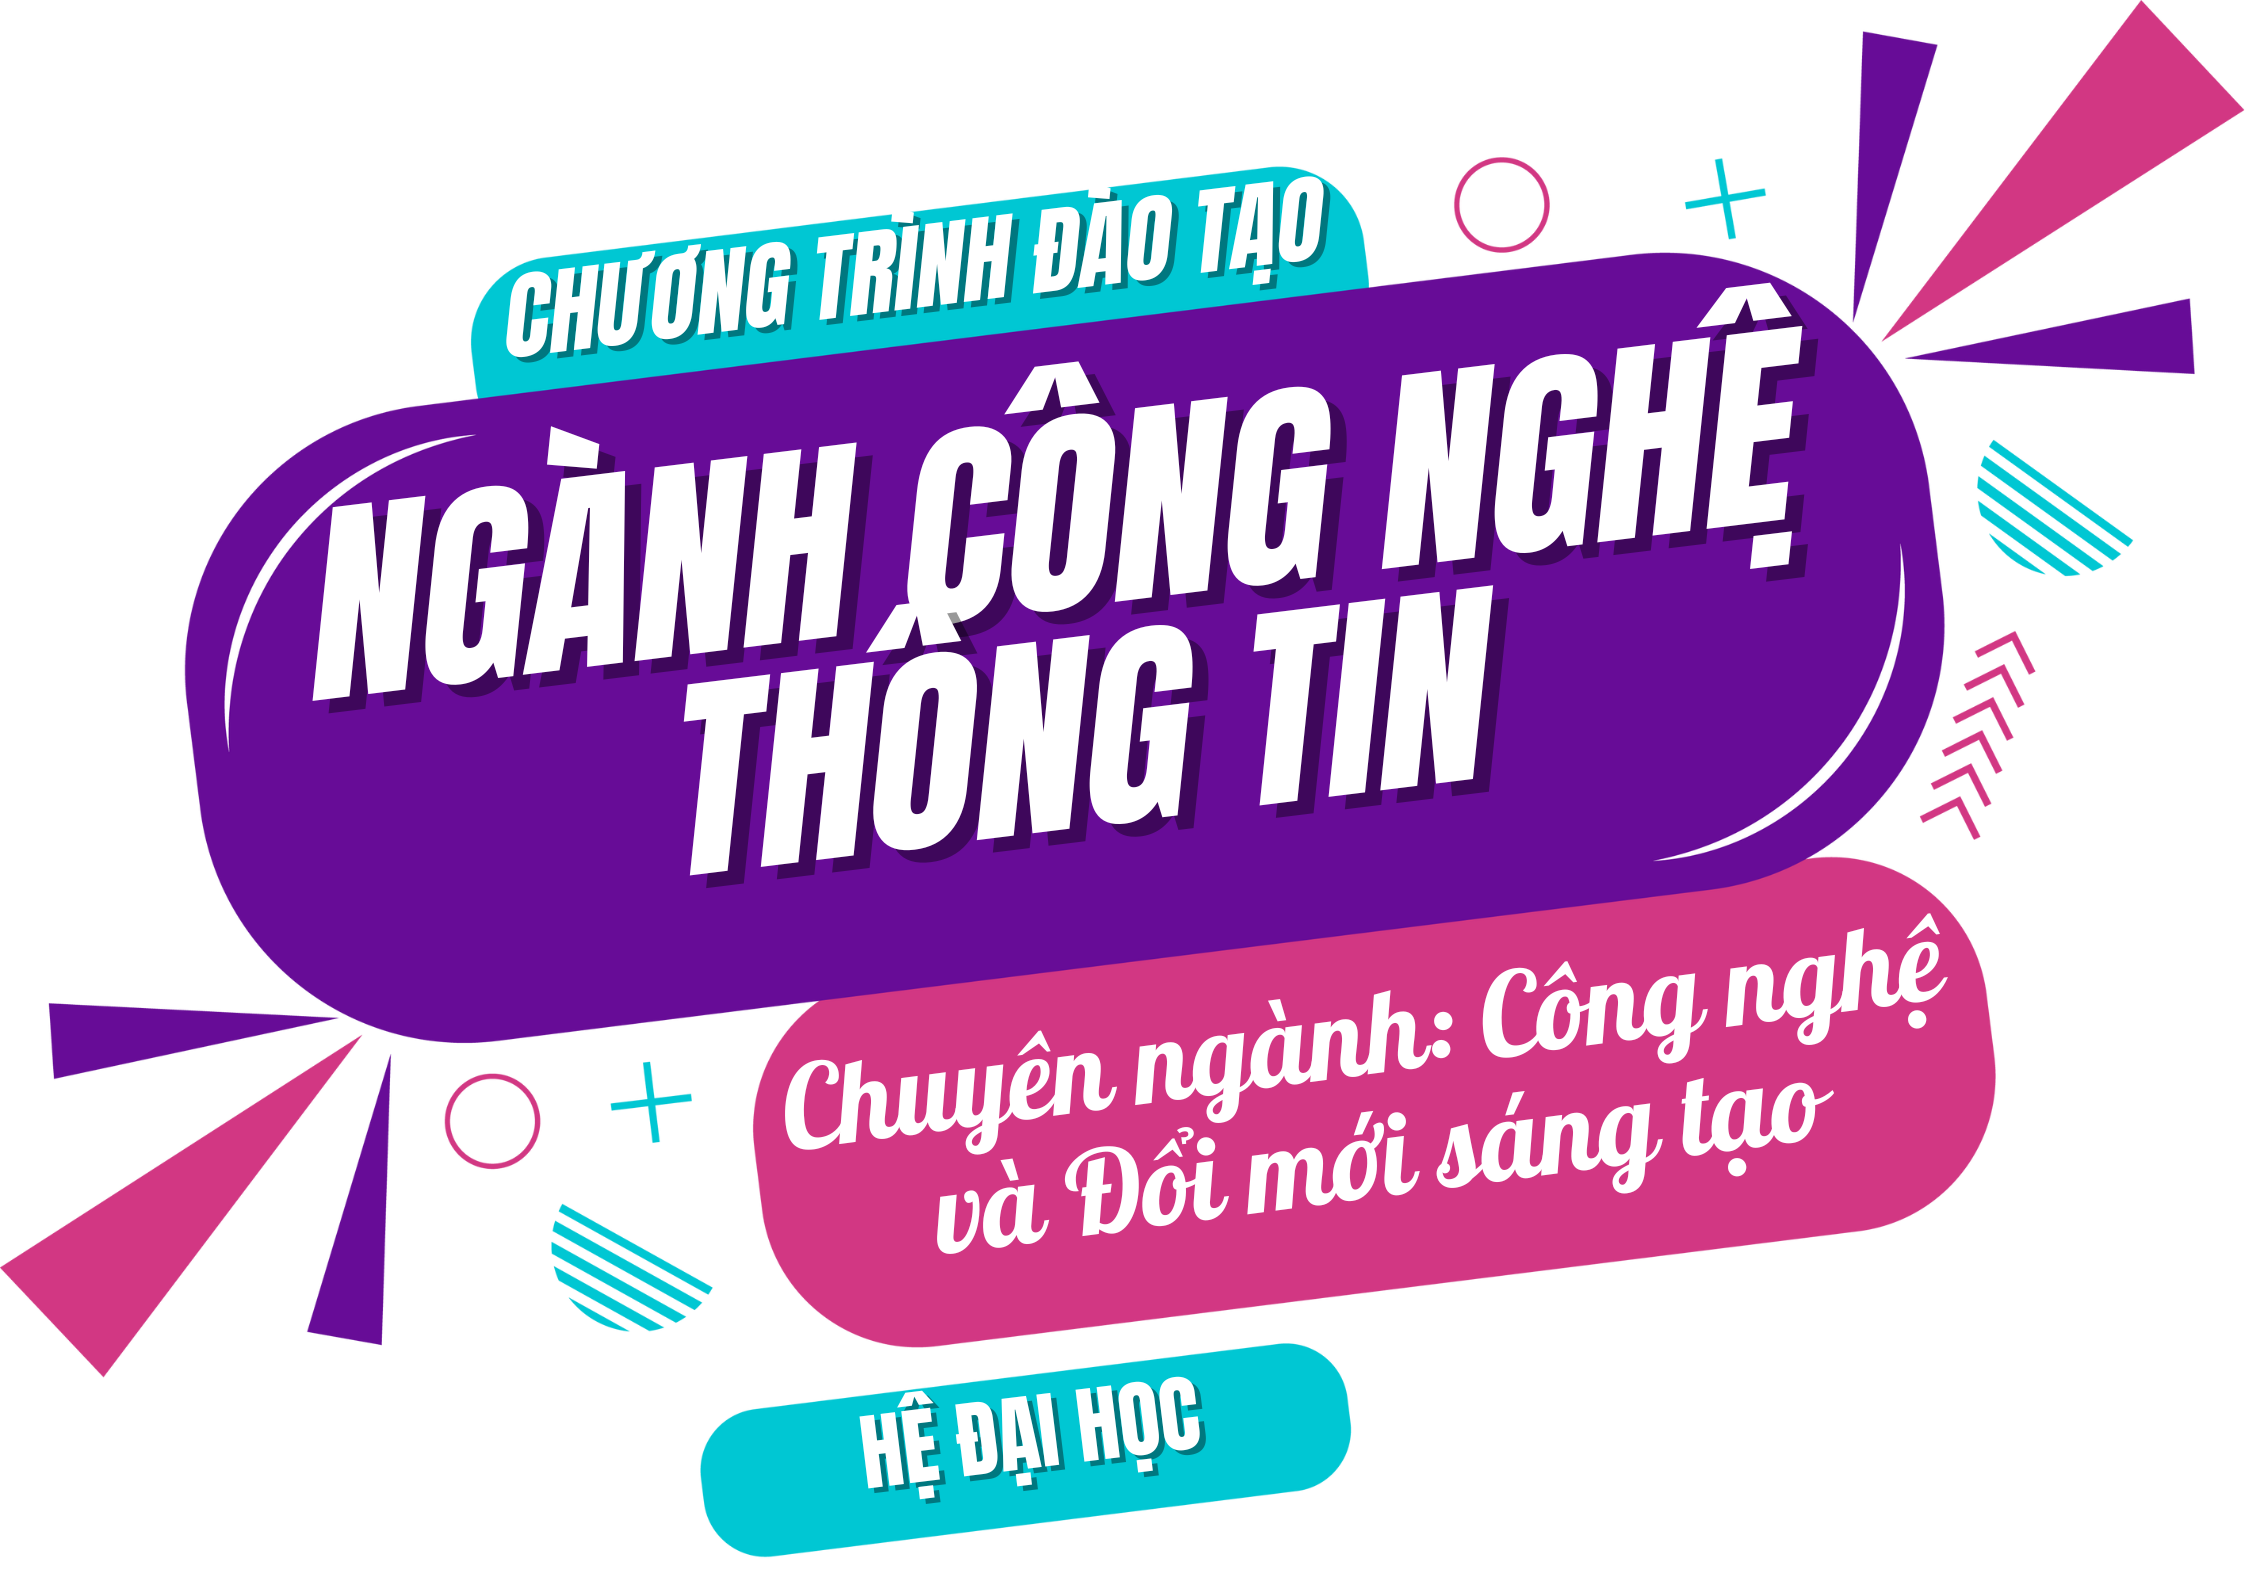 CHƯƠNG TRÌNH ĐÀO TẠO
NGÀNH CÔNG NGHỆ
THÔNG TIN
Chuyên ngành: Công nghệ
và Đổi mới sáng tạo
HỆ ĐẠI HỌC